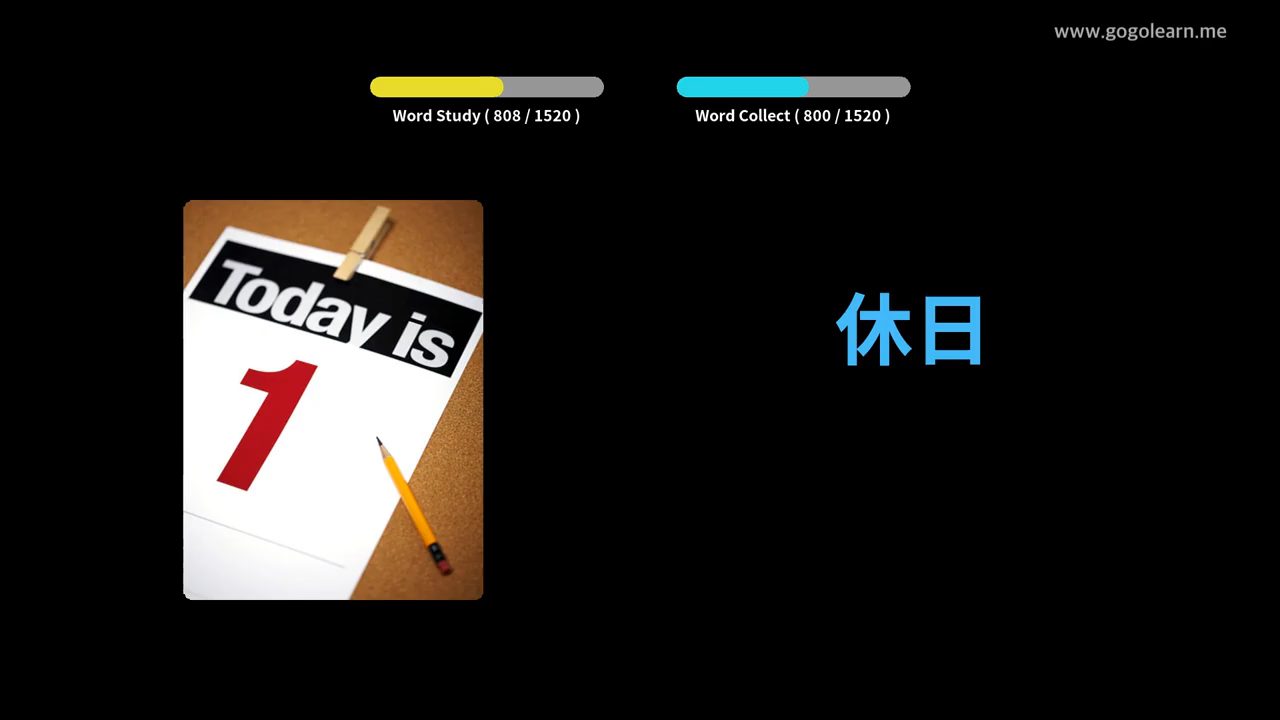 www.gogolearn.me
Word Study ( 808 / 1520 )
Word Collect ( 800 / 1520 )
Today is
1
休日